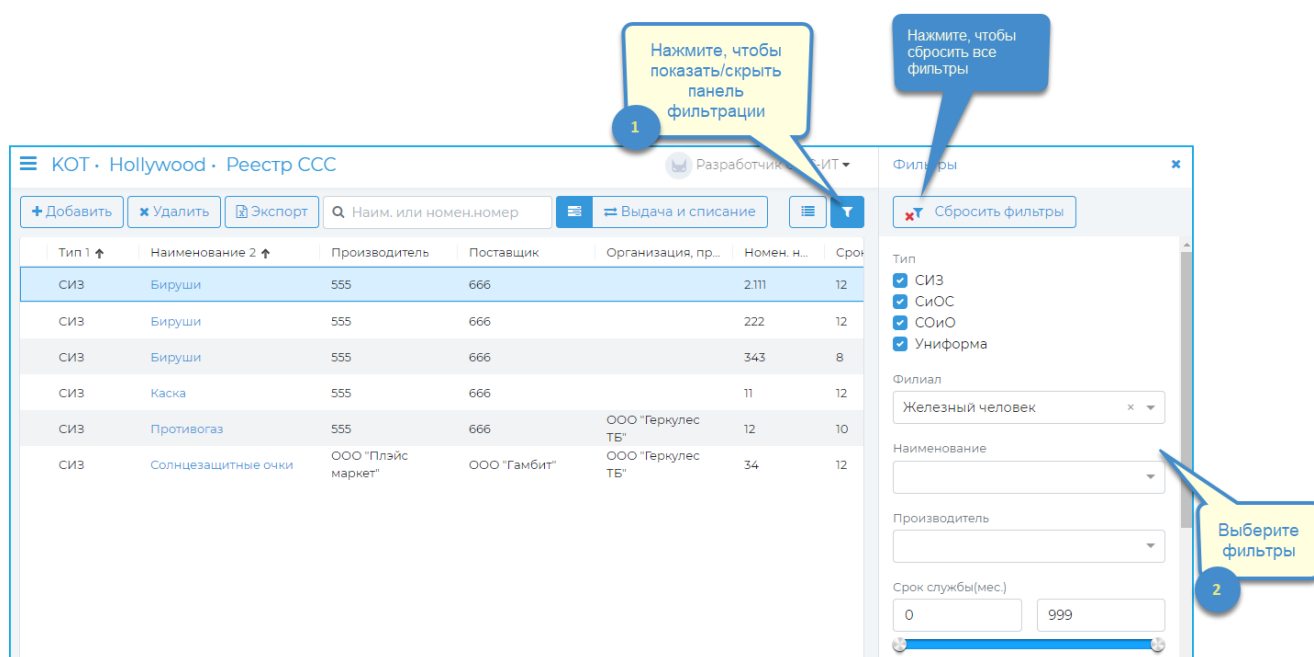 Нажмите, чтобы
показать/скрыть
панель
фильтрации
1
Нажмите, чтобы
сбросить все
фильтры
КОТ · Hollywood · Реестр ССС
Разработчик
-ИТ
Фильтры
Добавить
Удалить
Экспорт
Наим. или номен.номер
Выдача и списание
Сбросить фильтры
Тип 1 Наименование 2 Производитель Поставщик Организация, пр... Номен. н... Срок
СИЗ Бируши 555 666 2.111 12
СИЗ Бируши 555 666 222 12
СИЗ Бируши 555 666 343 8
СИЗ Каска 555 666 11 12
СИЗ Противогаз 555 666 ООО "Геркулес ТБ" 12 10
СИЗ Солнцезащитные очки ООО "Плэйс маркет" ООО "Гамбит" ООО "Геркулес ТБ" 34 12
Тип
СИЗ
СиОС
СОиО
Униформа
Филиал
Железный человек
Наименование
Производитель
Срок службы(мес.)
0 999
Выберите
фильтры
2